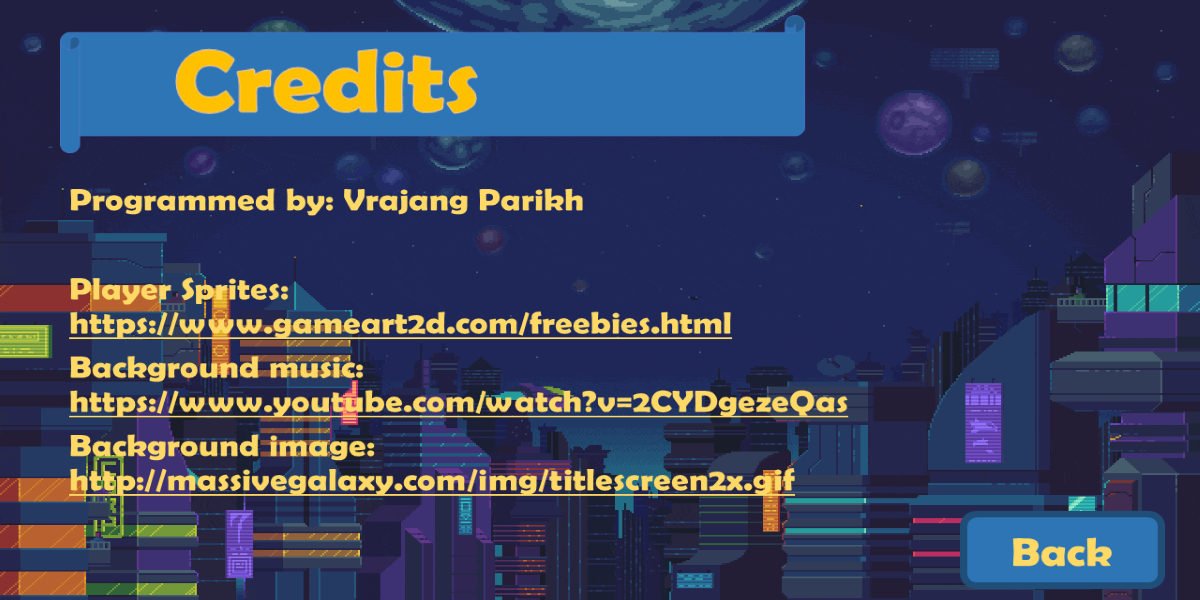 Credits
Programmed by: Vrajang Parikh
Player Sprites:
https://www.gameart2d.com/freebies.html
Background music:
https://www.youtube.com/watch?v=2CYDgezeQas
Background image:
http://massivegalaxy.com/img/titlescreen2x.gif
Back